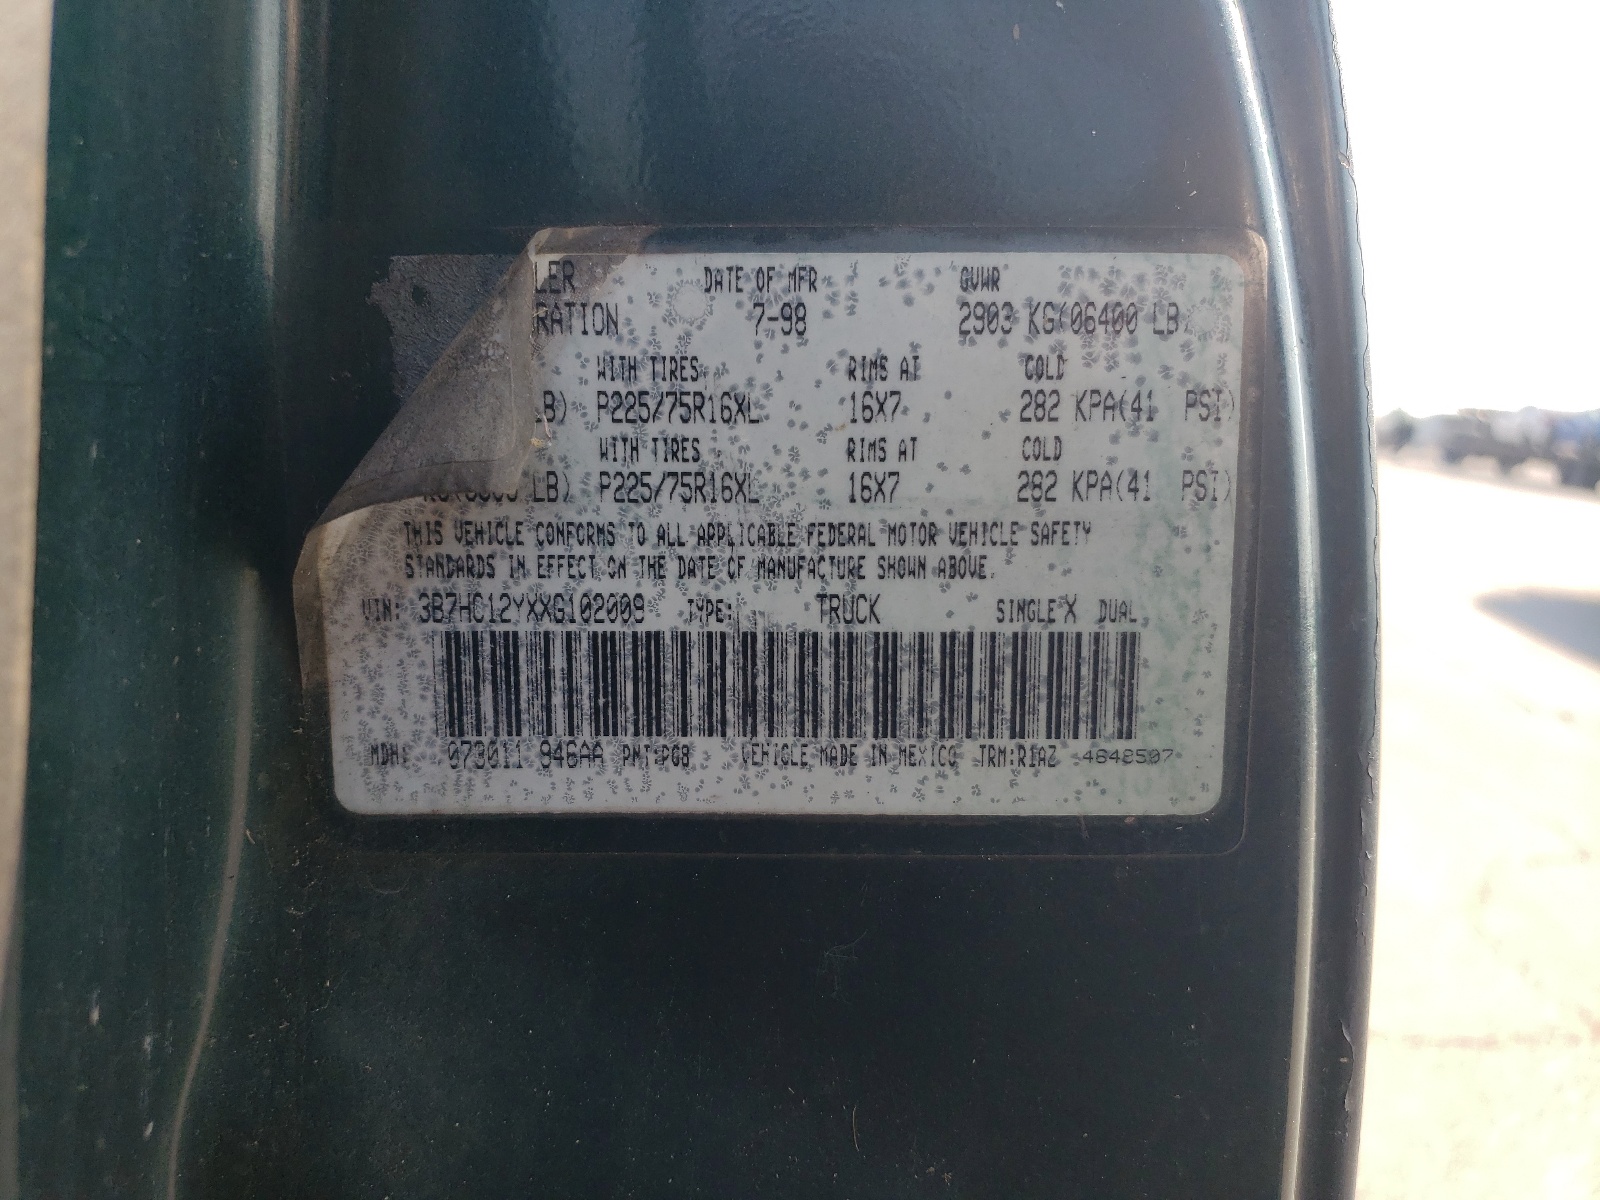 LER DATE OF MFR GVWR
RATION 7-98 2903 KG(06400 LB)
WITH TIRES RIMS AT COLD
LB) P225/75R16XL 16X7 282 KPA(41 PSI)
WITH TIRES RIMS AT COLD
LB) P225/75R16XL 16X7 282 KPA(41 PSI)
THIS VEHICLE CONFORMS TO ALL APPLICABLE FEDERAL MOTOR VEHICLE SAFETY
STANDARDS IN EFFECT ON THE DATE OF MANUFACTURE SHOWN ABOVE.
VIN: 3B7HC12YXXG102009 TYPE: TRUCK SINGLE X DUAL
MDH: 073011 946AA PNT:PG8 VEHICLE MADE IN MEXICO TRM:R1AZ 4648507